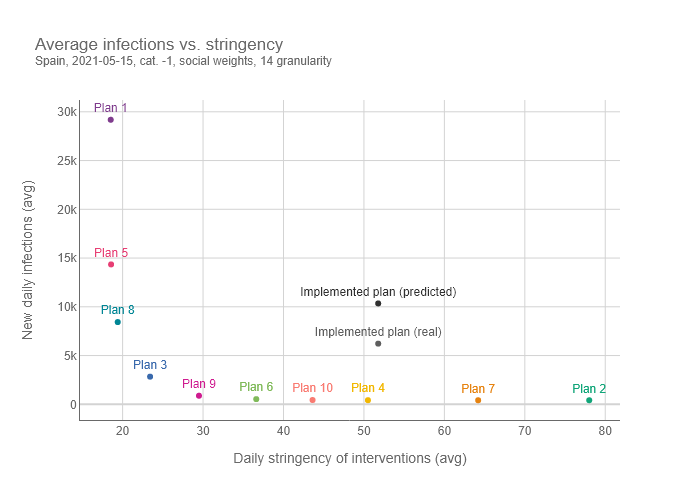 Average infections vs. stringency
Spain, 2021-05-15, cat. -1, social weights, 14 granularity
New daily infections (avg)
30k
25k
20k
15k
10k
5k
0
Plan 1
Plan 5
Plan 8
Plan 3
Plan 9
Plan 6
Plan 10
Plan 4
Plan 7
Plan 2
Implemented plan (predicted)
Implemented plan (real)
20
30
40
50
60
70
80
Daily stringency of interventions (avg)